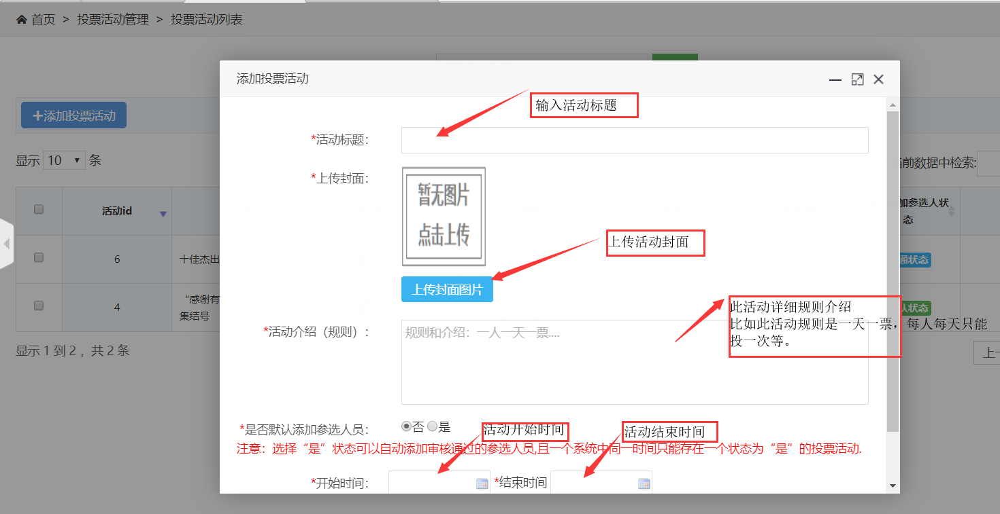 首页 > 投票活动管理 > 投票活动列表
添加投票活动
输入活动标题
添加投票活动
*活动标题:
显示 10 条
前数据中检索:
*上传封面:
暂无图片
点击上传
活动id
加参选人状
态
上传活动封面
6
十佳杰出
通状态
上传封面图片
4
“感谢有
集结号
认状态
此活动详细规则介绍
比如此活动规则是一天一票，每人每天只能
投一次等。
*活动介绍（规则）:
规则和介绍: 一人一天一票....
显示 1 到 2 ，共 2 条
上一
*是否默认添加参选人员:
否 是
活动开始时间
活动结束时间
注意：选择“是”状态可以自动添加审核通过的参选人员,且一个系统中同一时间只能存在一个状态为“是”的投票活动.
*开始时间:
*结束时间